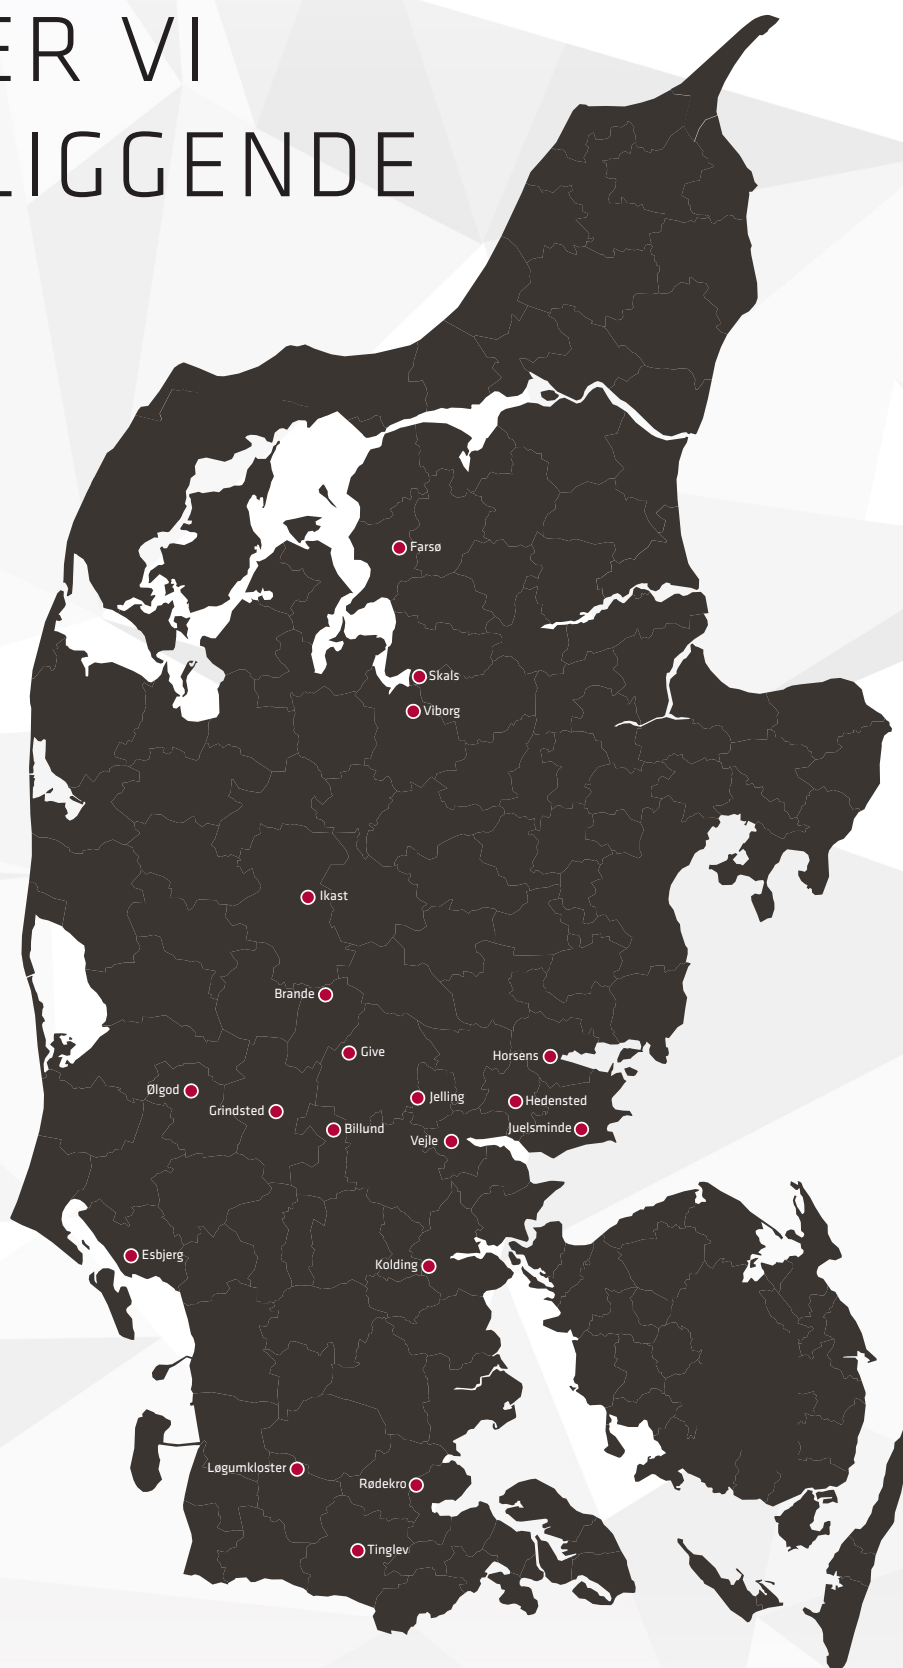 ER VI
LIGGENDE
Farsø
Skals
Viborg
Ikast
Brande
Give
Horsens
Ølgod
Jelling
Hedensted
Grindsted
Billund
Juelsminde
Vejle
Esbjerg
Kolding
Løgumkloster
Rødekro
Tinglev